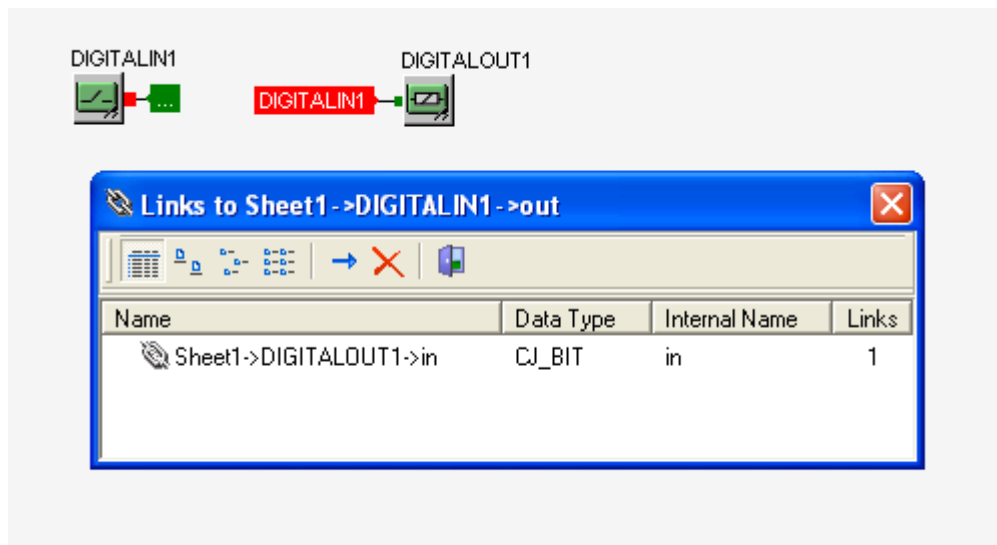 DIGITALIN1
DIGITALOUT1
...
DIGITALIN1
Links to Sheet1->DIGITALIN1->out
Name Data Type Internal Name Links
Sheet1->DIGITALOUT1->in CJ_BIT in 1